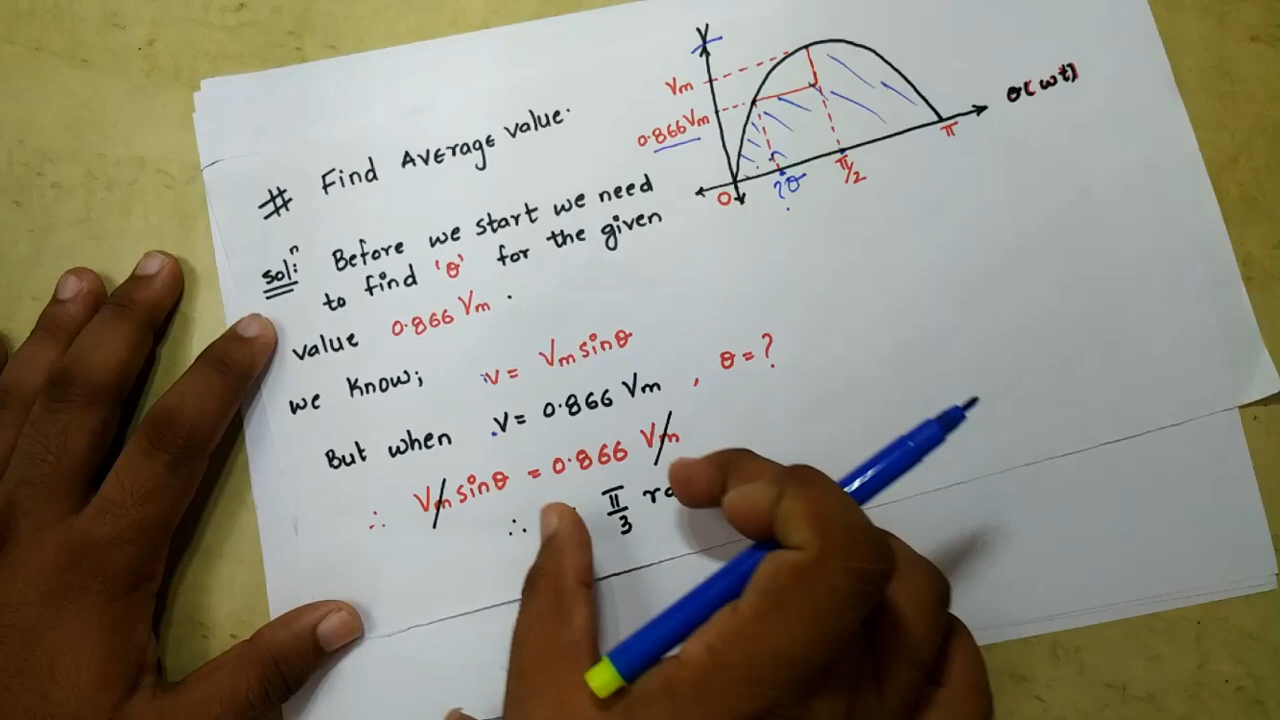 # Find Average value.
soln: Before we need start we need
to find 'θ' for the given
value 0.866 Vm .
we know; v = Vm sinθ
But when v = 0.866 Vm , θ = ?
∴ Vm sinθ = 0.866 Vm
∴ π/3
V
Vm
0.866Vm
0
?θ
π/2
π
θ(ωt)